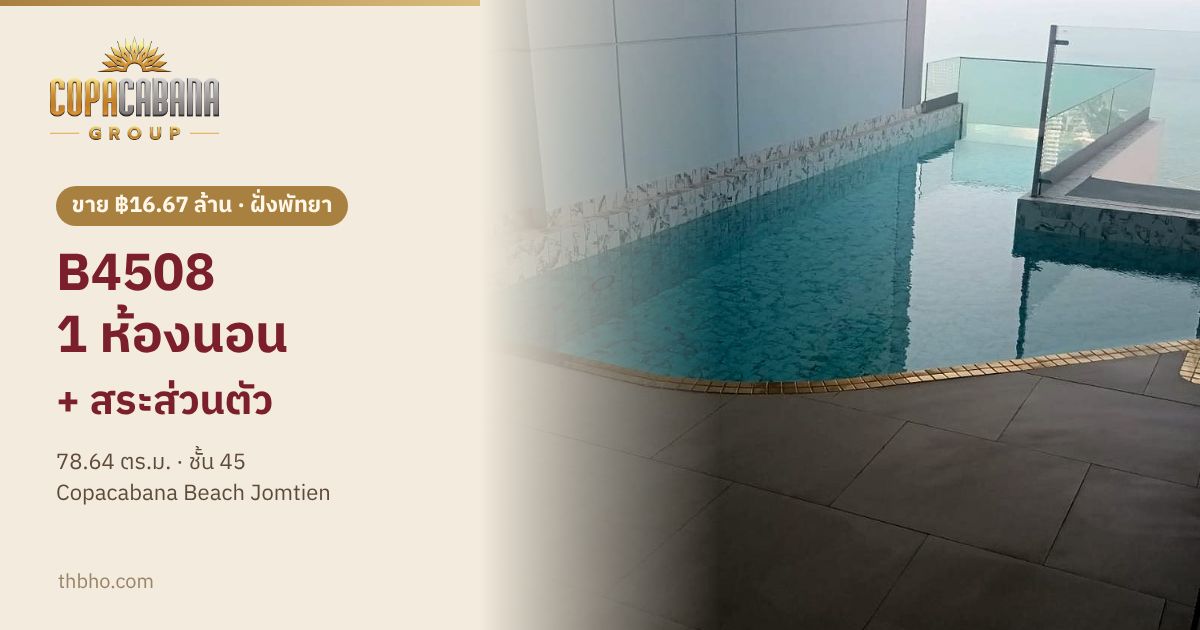 COPACABANA
GROUP
ขาย ฿16.67 ล้าน · ฝั่งพัทยา
B4508
1 ห้องนอน
+ สระส่วนตัว
78.64 ตร.ม. · ชั้น 45
Copacabana Beach Jomtien
thbho.com